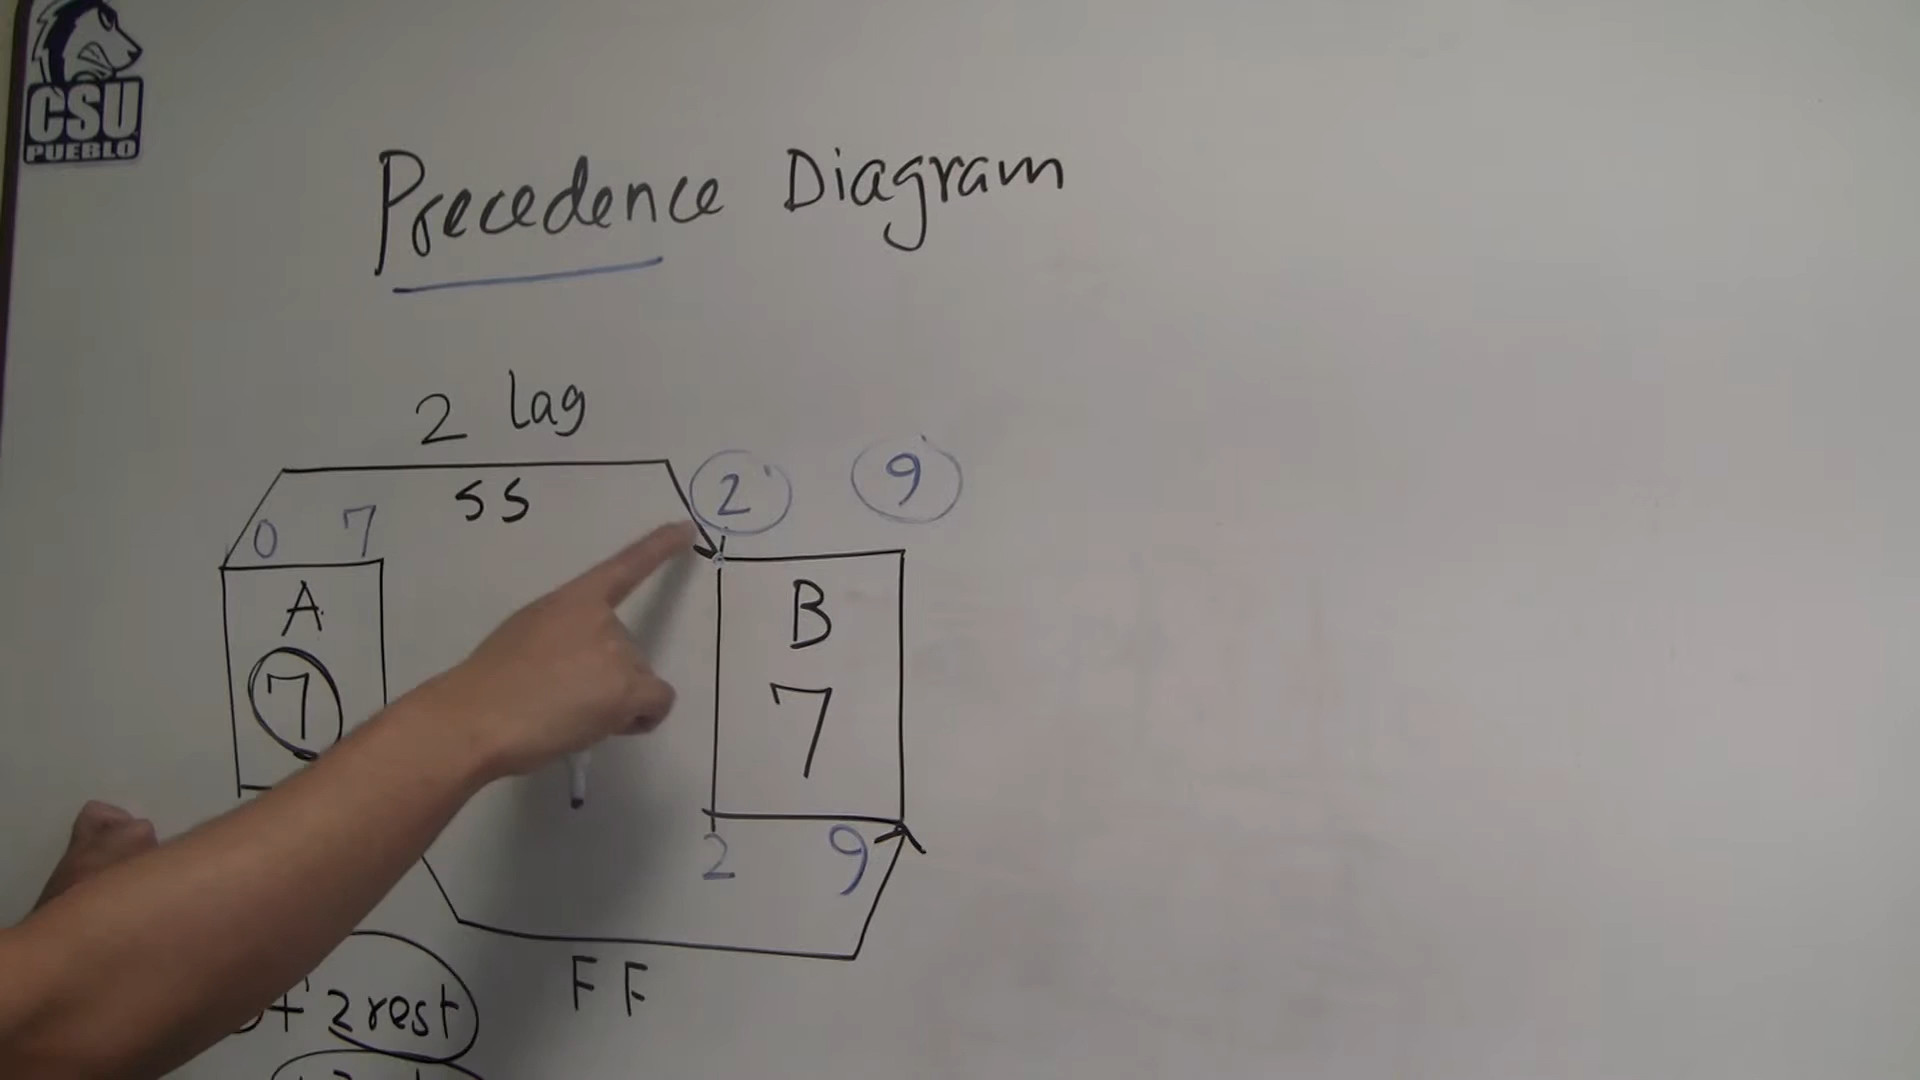 CSU
PUEBLO
Precedence Diagram
2 lag
2 9
SS
0 7
A B
7 7
2 9
FF
+ 2 rest